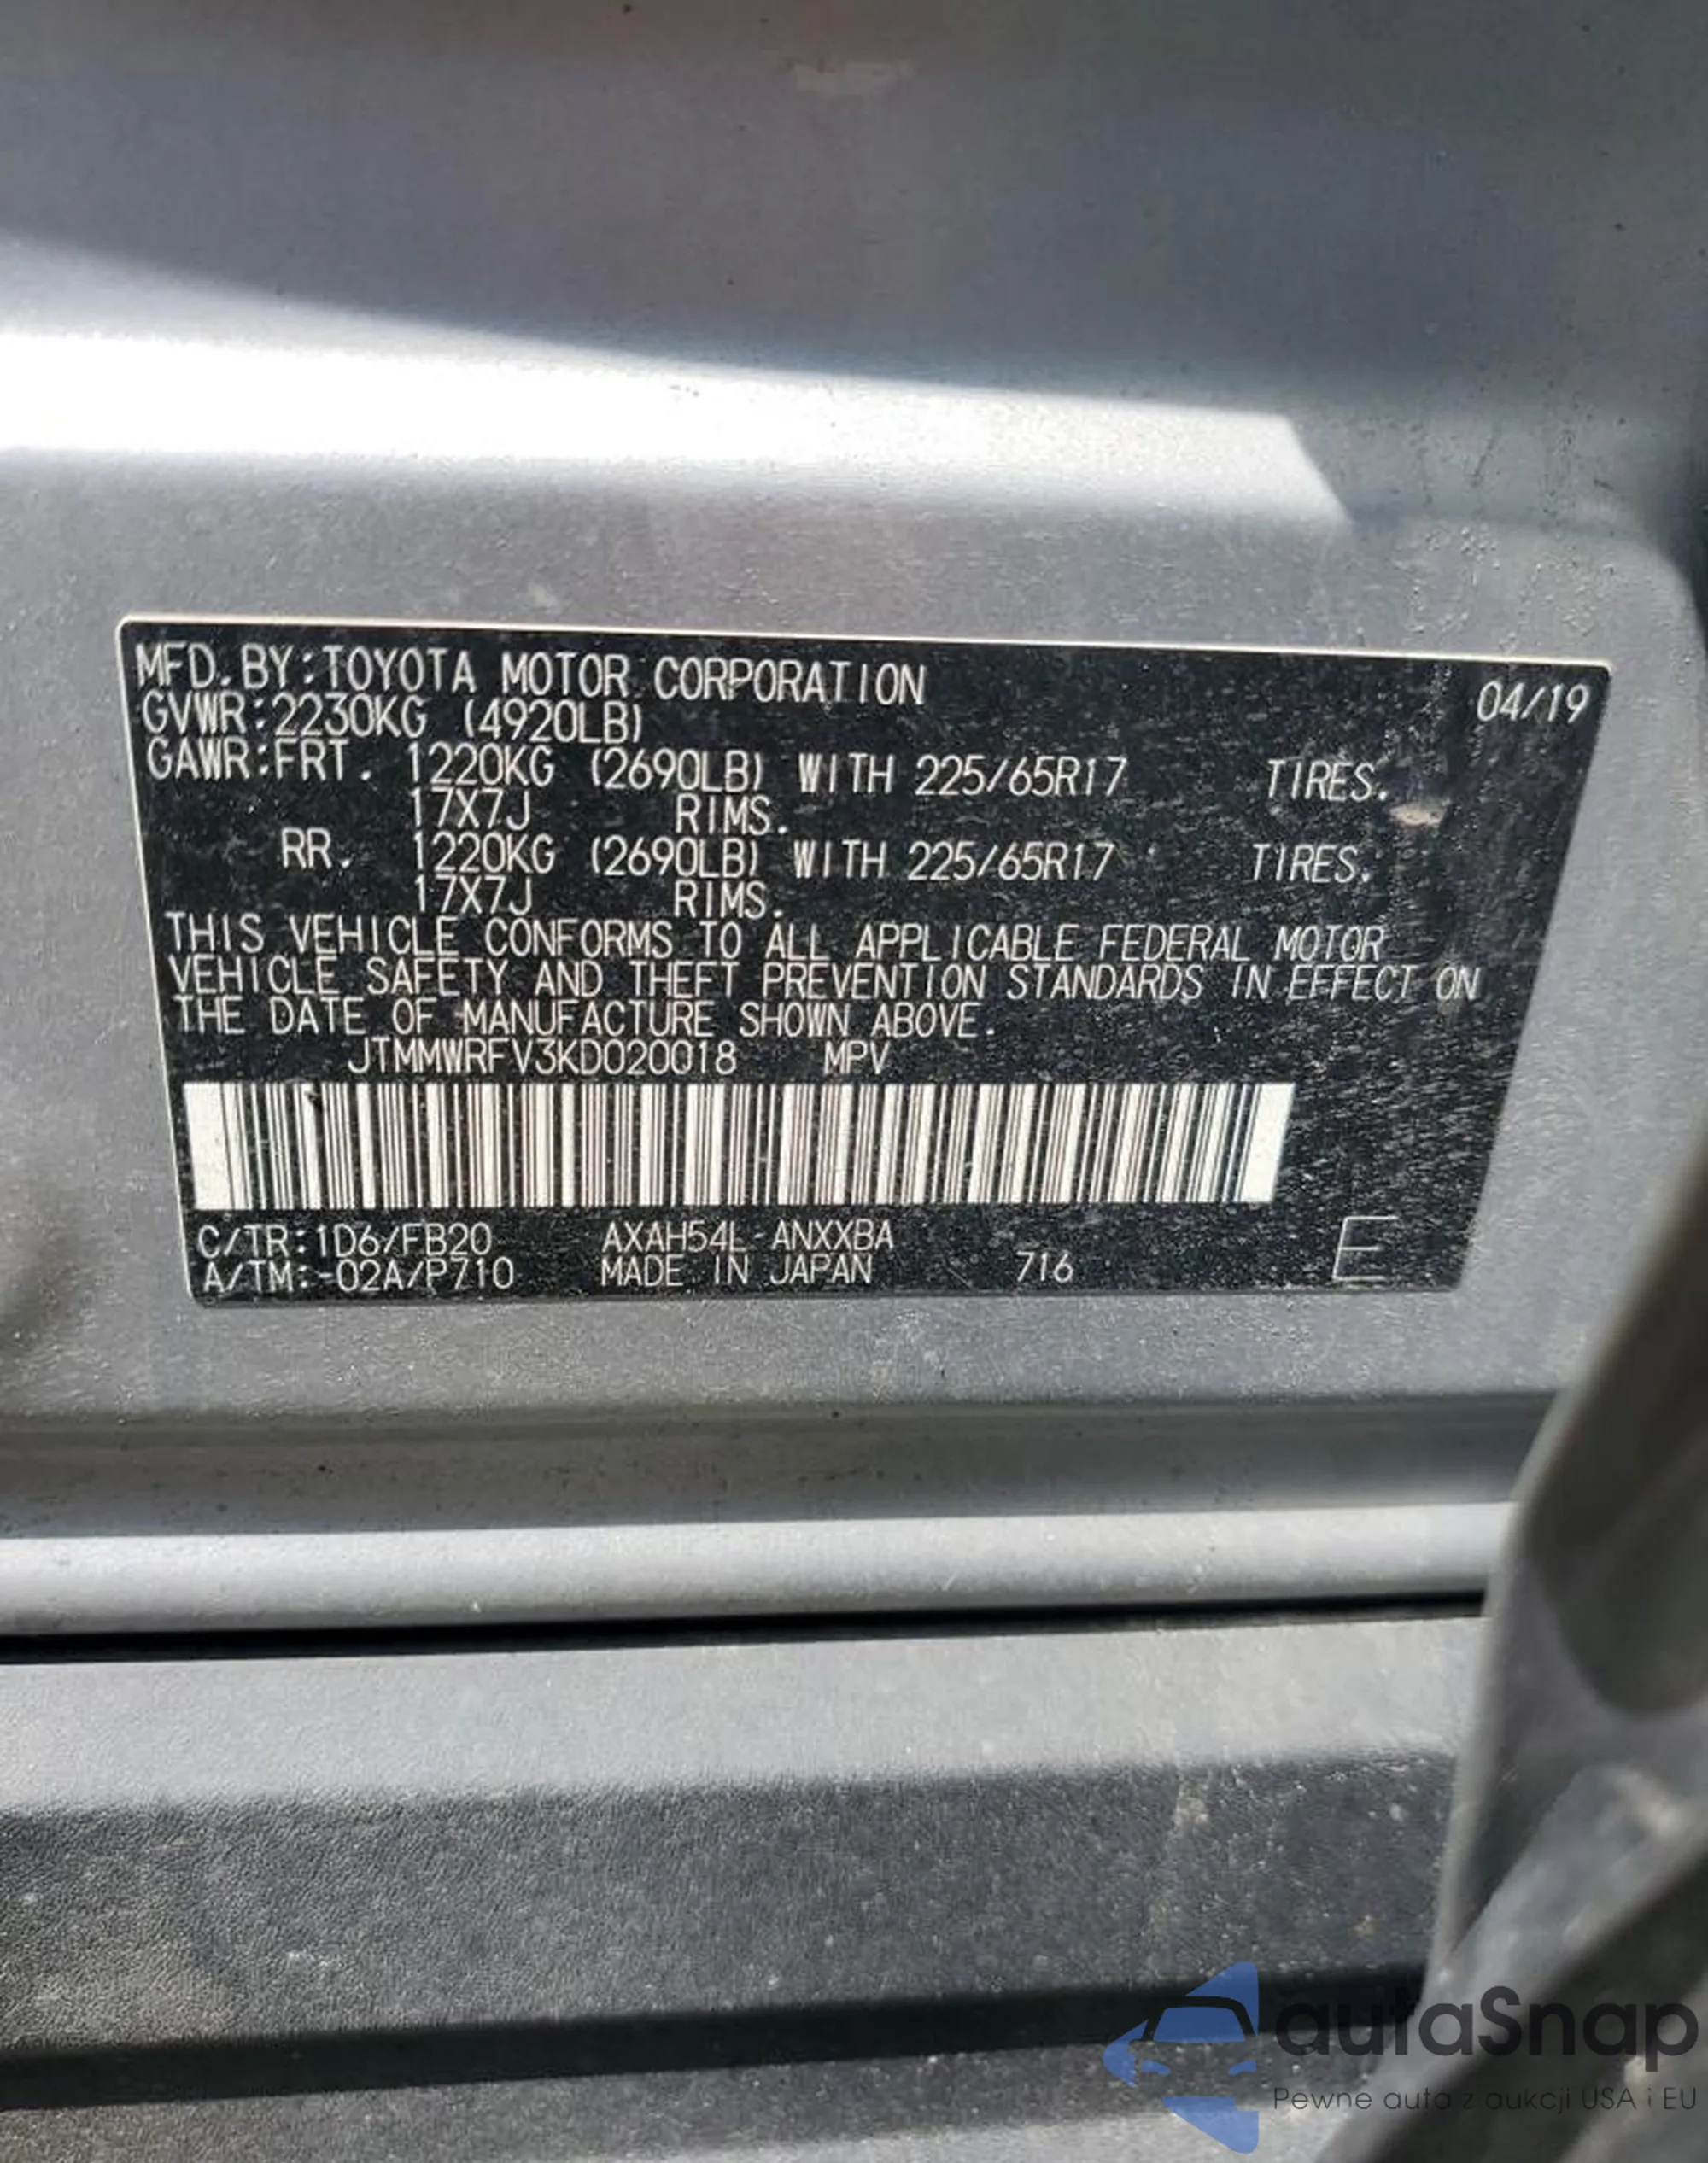 MFD.BY:TOYOTA MOTOR CORPORATION 04/19
GVWR:2230KG (4920LB)
GAWR:FRT. 1220KG (2690LB) WITH 225/65R17 TIRES.
17X7J RIMS.
RR. 1220KG (2690LB) WITH 225/65R17 TIRES.
17X7J RIMS.
THIS VEHICLE CONFORMS TO ALL APPLICABLE FEDERAL MOTOR
VEHICLE SAFETY AND THEFT PREVENTION STANDARDS IN EFFECT ON
THE DATE OF MANUFACTURE SHOWN ABOVE.
JTMMWRFV3KD020018 MPV
C/TR:1D6/FB20 AXAH54L-ANXXBA
A/TM:-02A/P710 MADE IN JAPAN 716 E
autaSnap
Pewne auta z aukcji USA i EU